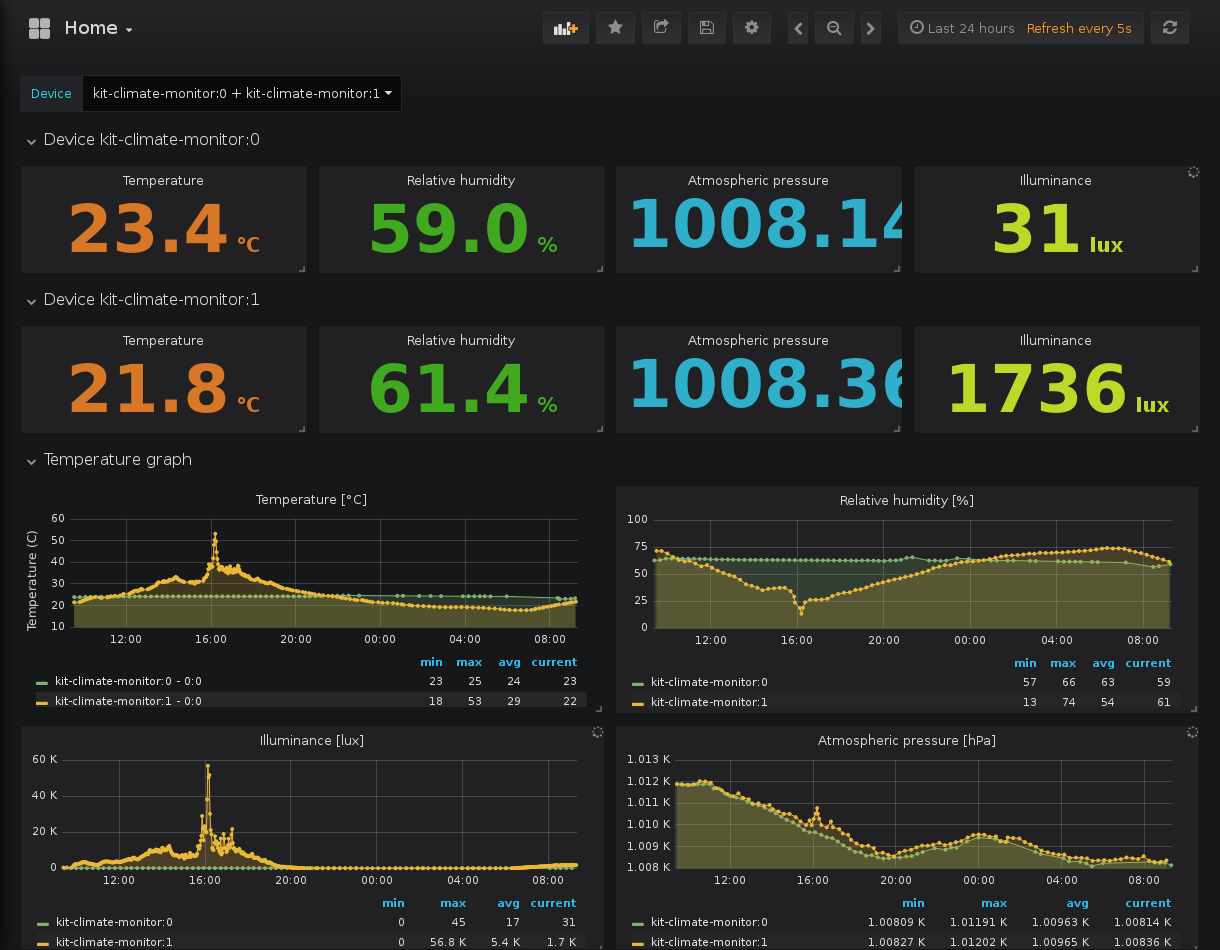 Home
Last 24 hours Refresh every 5s
Device kit-climate-monitor:0 + kit-climate-monitor:1
Device kit-climate-monitor:0
Temperature Relative humidity Atmospheric pressure Illuminance
23.4 °C 59.0 % 1008.14 31 lux
Device kit-climate-monitor:1
Temperature Relative humidity Atmospheric pressure Illuminance
21.8 °C 61.4 % 1008.36 1736 lux
Temperature graph
Temperature [°C]
Temperature (C)
60
50
40
30
20
10
12:00 16:00 20:00 00:00 04:00 08:00
min max avg current
kit-climate-monitor:0 - 0:0 23 25 24 23
kit-climate-monitor:1 - 0:0 18 53 29 22
Relative humidity [%]
100
75
50
25
0
12:00 16:00 20:00 00:00 04:00 08:00
min max avg current
kit-climate-monitor:0 57 66 63 59
kit-climate-monitor:1 13 74 54 61
Illuminance [lux]
60 K
40 K
20 K
0
12:00 16:00 20:00 00:00 04:00 08:00
min max avg current
kit-climate-monitor:0 0 45 17 31
kit-climate-monitor:1 0 56.8 K 5.4 K 1.7 K
Atmospheric pressure [hPa]
1.013 K
1.012 K
1.011 K
1.010 K
1.009 K
1.008 K
12:00 16:00 20:00 00:00 04:00 08:00
min max avg current
kit-climate-monitor:0 1.00809 K 1.01191 K 1.00963 K 1.00814 K
kit-climate-monitor:1 1.00827 K 1.01202 K 1.00965 K 1.00836 K